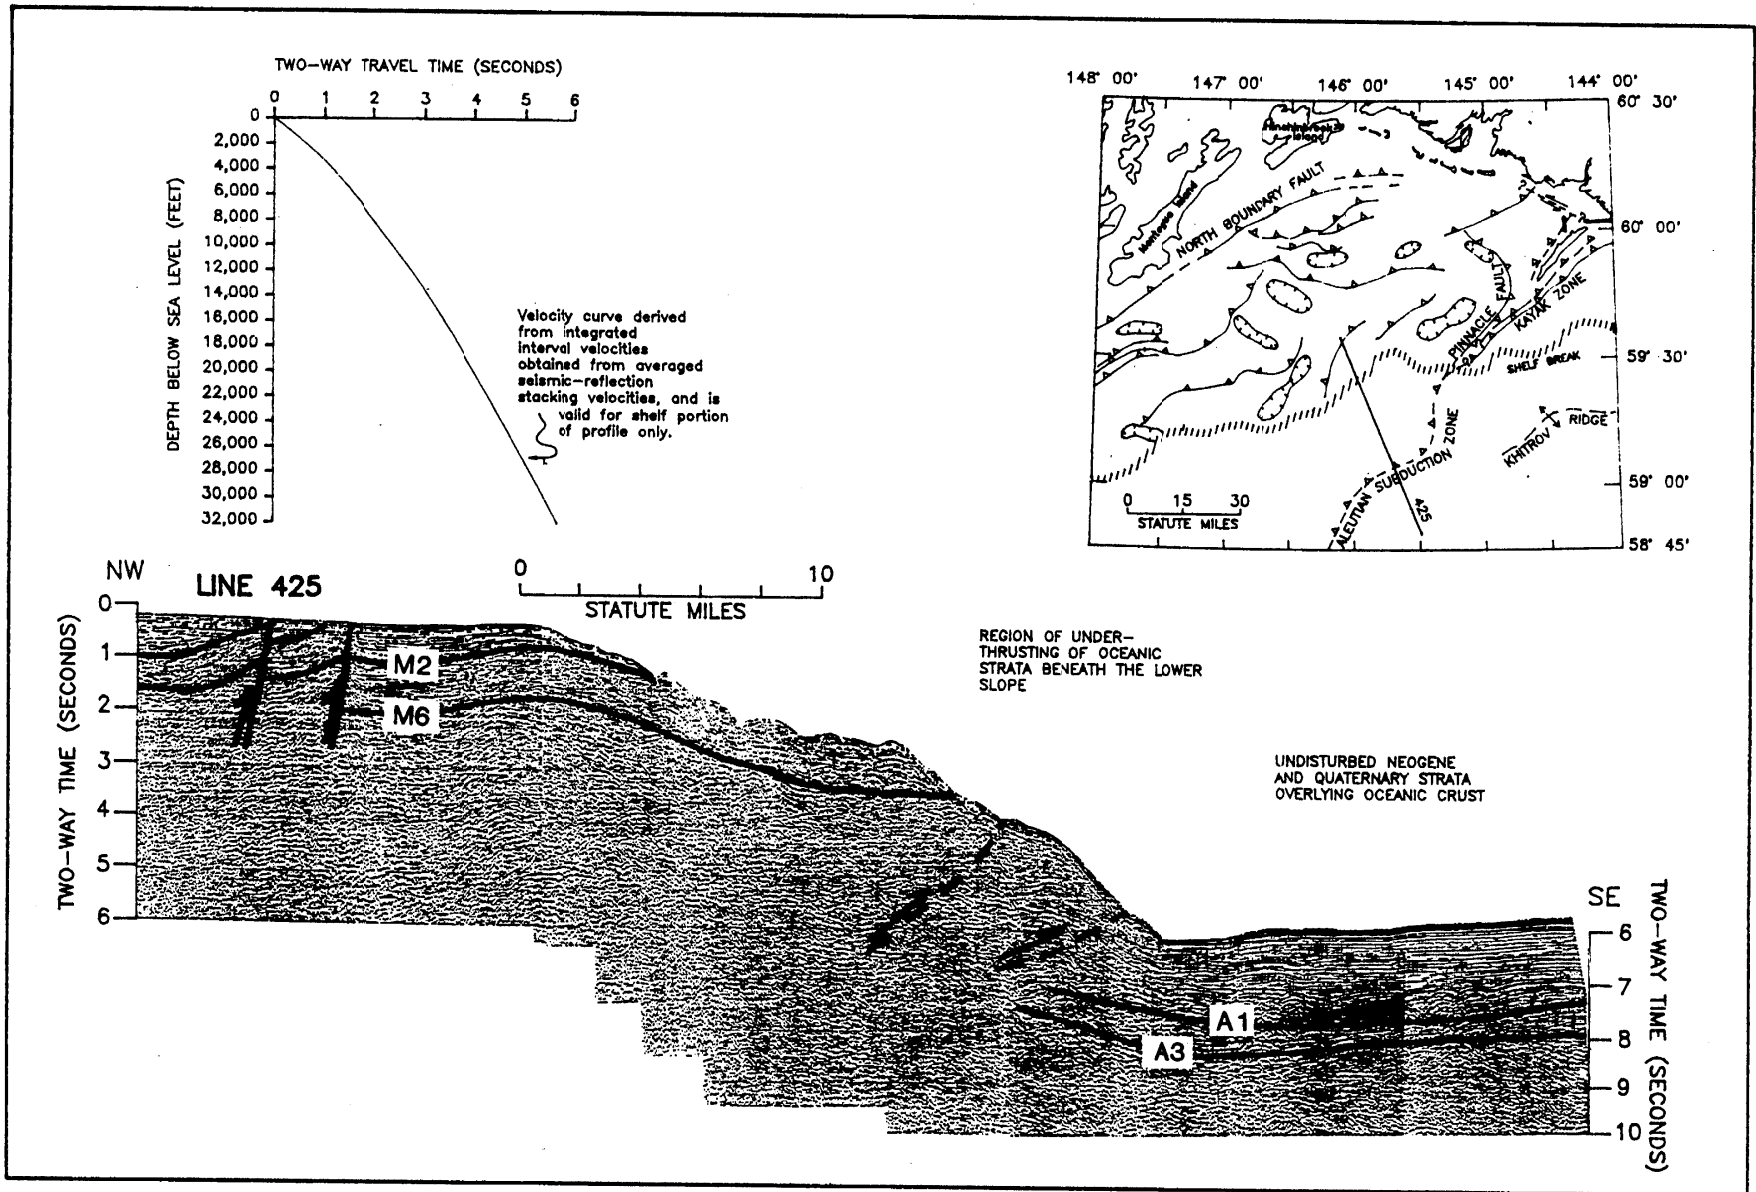 TWO-WAY TRAVEL TIME (SECONDS)
0 1 2 3 4 5 6
DEPTH BELOW SEA LEVEL (FEET)
0
2,000
4,000
6,000
8,000
10,000
12,000
14,000
16,000
18,000
20,000
22,000
24,000
26,000
28,000
30,000
32,000
Velocity curve derived
from integrated
interval velocities
obtained from averaged
seismic-reflection
stacking velocities, and is
valid for shelf portion
of profile only.
148° 00' 147° 00' 146° 00' 145° 00' 144° 00'
60° 30'
60° 00'
59° 30'
59° 00'
58° 45'
Hinchinbrook
Island
Montague Island
NORTH BOUNDARY FAULT
PINNACLE FAULT
KAYAK ZONE
SHELF BREAK
KHITROV RIDGE
ALEUTIAN SUBDUCTION ZONE
425
0 15 30
STATUTE MILES
NW
LINE 425
0 10
STATUTE MILES
TWO-WAY TIME (SECONDS)
0
1
2
3
4
5
6
M2
M6
REGION OF UNDER-
THRUSTING OF OCEANIC
STRATA BENEATH THE LOWER
SLOPE
UNDISTURBED NEOGENE
AND QUATERNARY STRATA
OVERLYING OCEANIC CRUST
A1
A3
SE
6
7
8
9
10
TWO-WAY TIME (SECONDS)